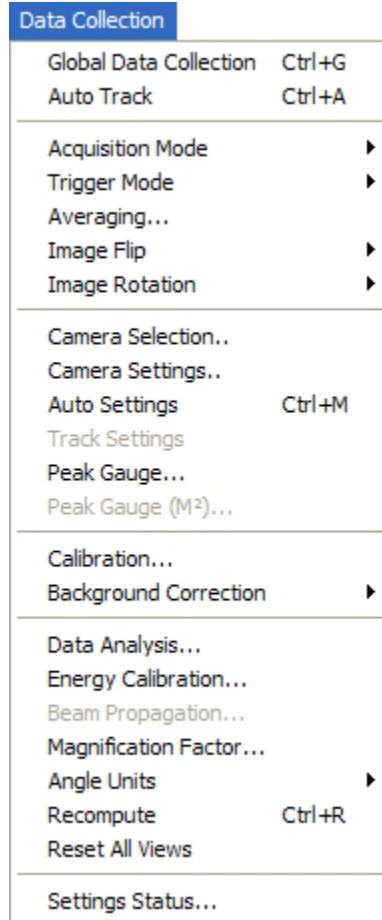 Data Collection
Global Data Collection Ctrl+G
Auto Track Ctrl+A
Acquisition Mode
Trigger Mode
Averaging...
Image Flip
Image Rotation
Camera Selection..
Camera Settings..
Auto Settings Ctrl+M
Track Settings
Peak Gauge...
Peak Gauge (M²)...
Calibration...
Background Correction
Data Analysis...
Energy Calibration...
Beam Propagation...
Magnification Factor...
Angle Units
Recompute Ctrl+R
Reset All Views
Settings Status...